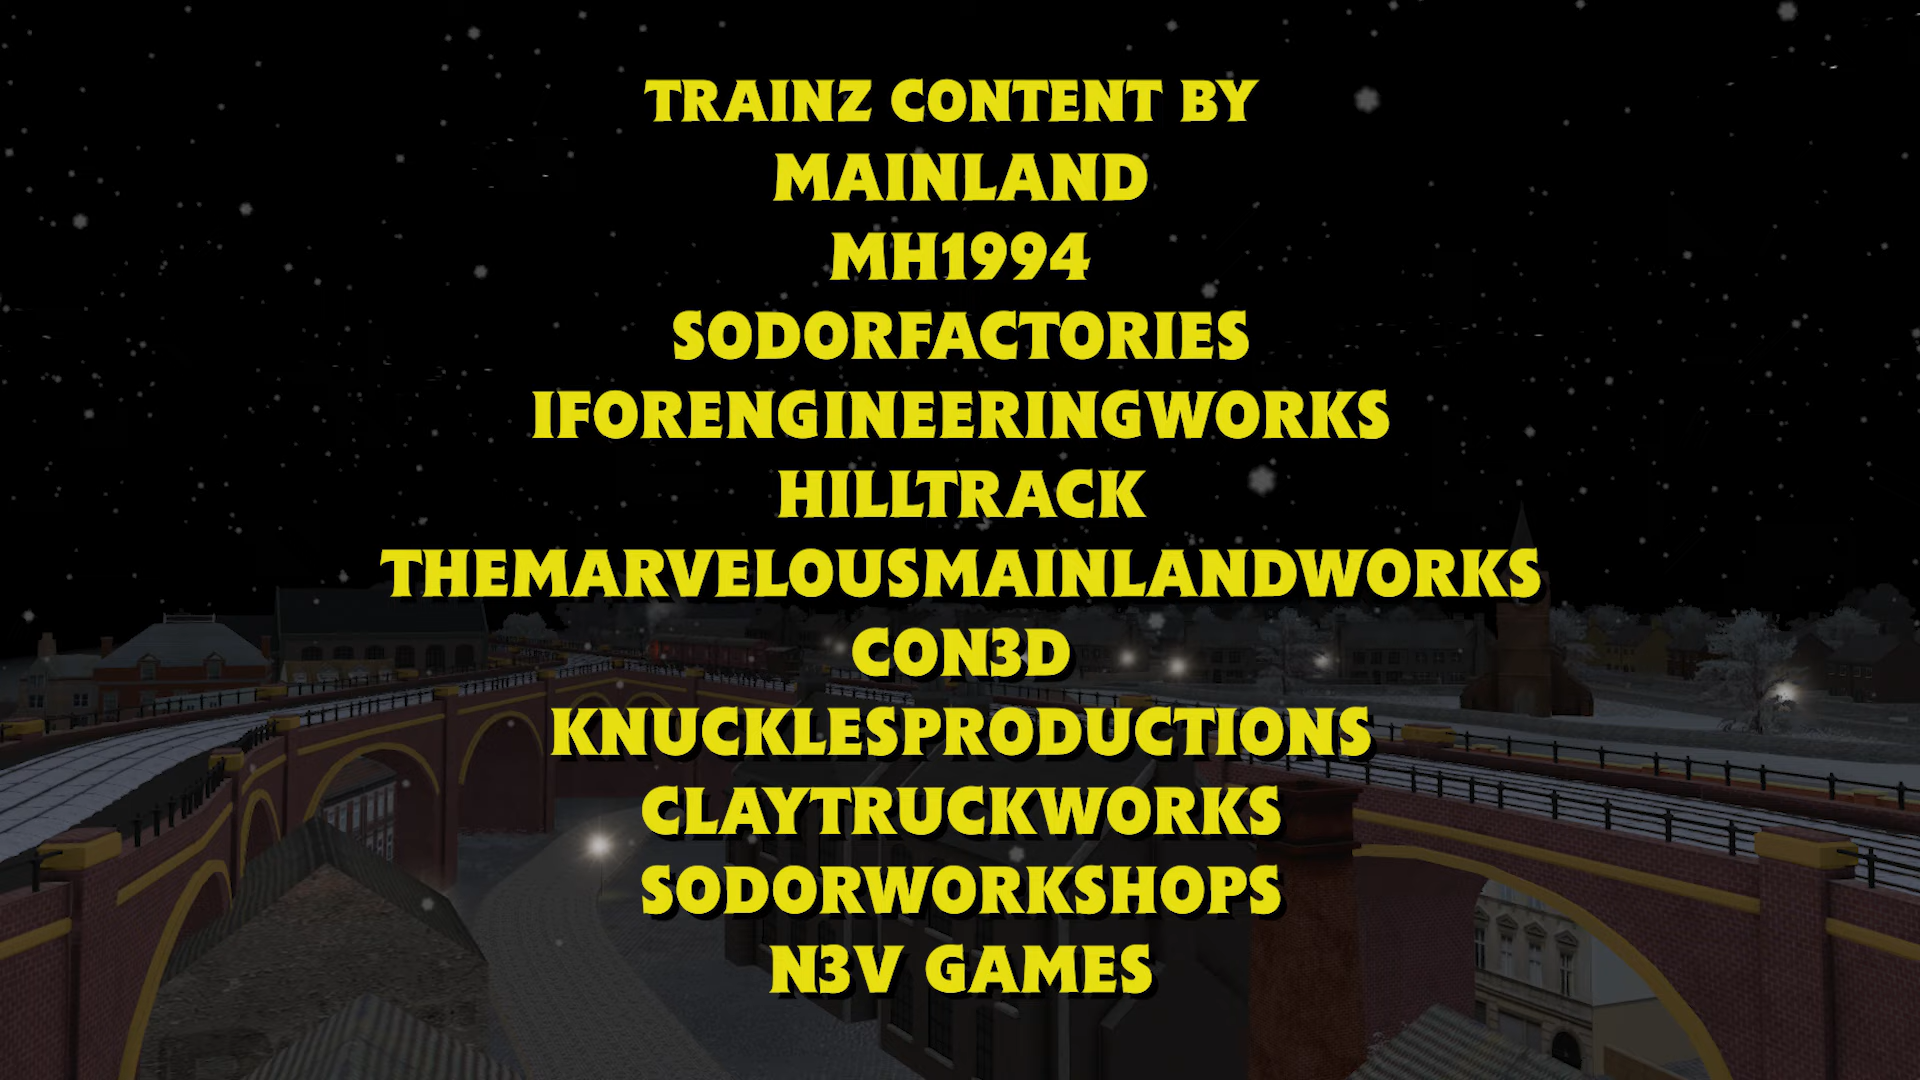 TRAINZ CONTENT BY
MAINLAND
MH1994
SODORFACTORIES
IFORENGINEERINGWORKS
HILLTRACK
THEMARVELOUSMAINLANDWORKS
CON3D
KNUCKLESPRODUCTIONS
CLAYTRUCKWORKS
SODORWORKSHOPS
N3V GAMES